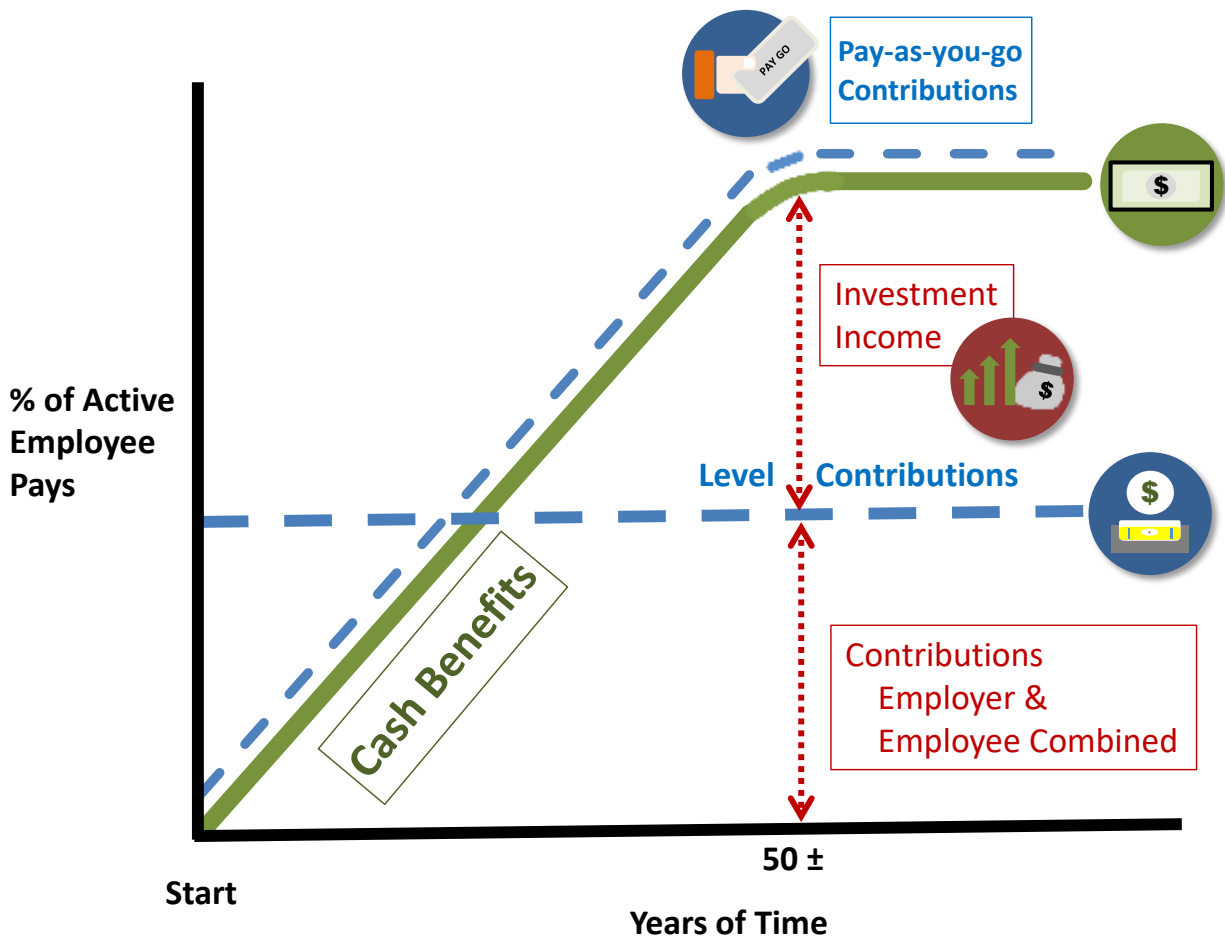 PAY GO
Pay-as-you-go
Contributions
$
Investment
Income
$
% of Active
Employee
Pays
Level Contributions
$
Cash Benefits
Contributions
Employer &
Employee Combined
50 ±
Start
Years of Time